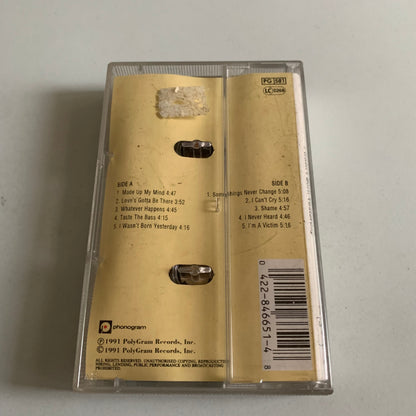 PG 581
LC 0268
SIDE A
1. Made Up My Mind 4:47
2. Love's Gotta Be There 3:52
3. Whatever Happens 4:45
4. Taste The Bass 4:15
5. I Wasn't Born Yesterday 4:16
SIDE B
1. Some Things Never Change 5:08
2. I Can't Cry 5:16
3. Shame 4:57
4. I Never Heard 4:46
5. I'm A Victim 5:16
phonogram
℗ 1991 PolyGram Records, Inc.
© 1991 PolyGram Records, Inc.
ALL RIGHTS RESERVED. UNAUTHORISED COPYING, REPRODUCTION,
HIRING, LENDING, PUBLIC PERFORMANCE AND BROADCASTING
PROHIBITED.
0 422-846651-4 8